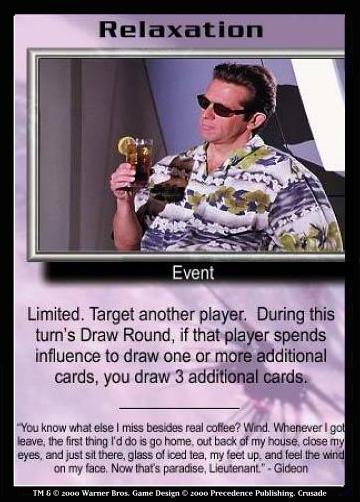 Relaxation
Event
Limited. Target another player. During this
turn's Draw Round, if that player spends
influence to draw one or more additional
cards, you draw 3 additional cards.
"You know what else I miss besides real coffee? Wind. Whenever I got
leave, the first thing I'd do is go home, out back of my house, close my
eyes, and just sit there, glass of iced tea, my feet up, and feel the wind
on my face. Now that's paradise, Lieutenant." - Gideon
TM & © 2000 Warner Bros. Game Design © 2000 Precedence Publishing. Crusade